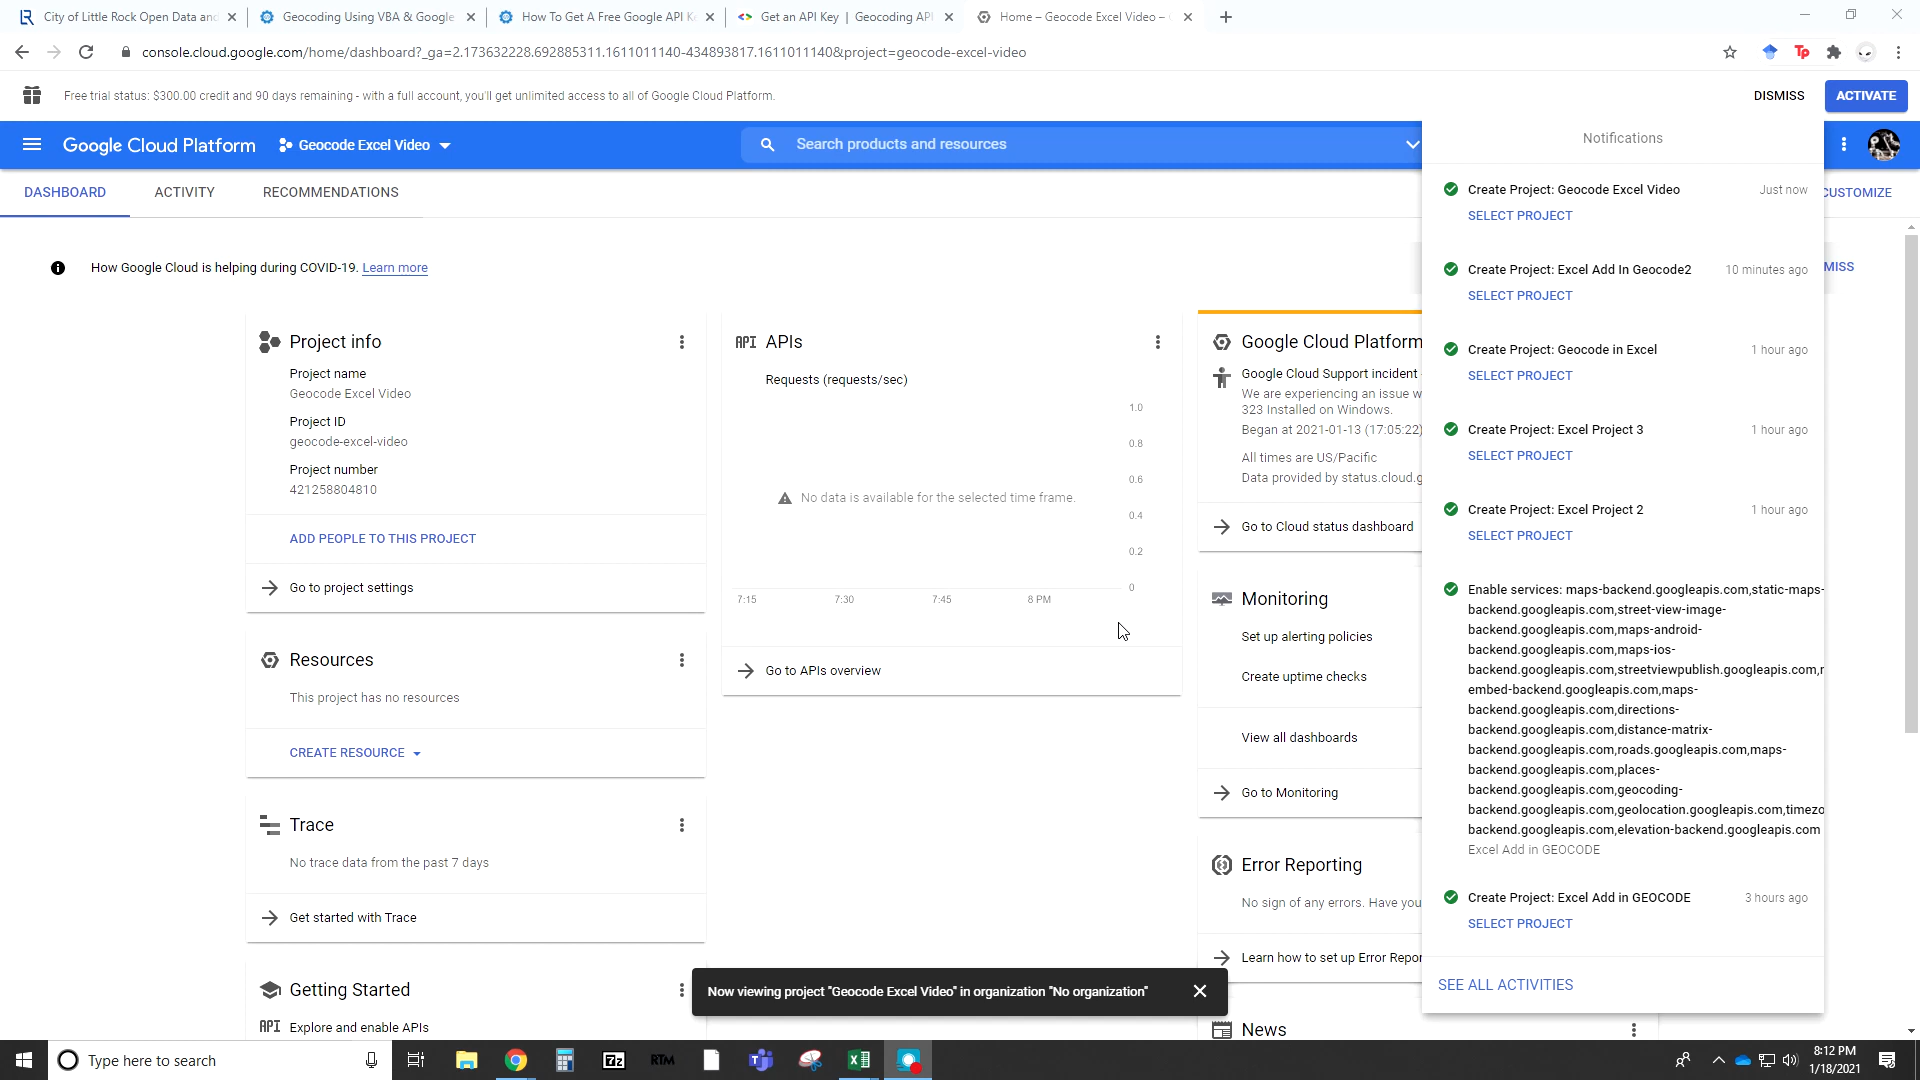 City of Little Rock Open Data and
Geocoding Using VBA & Google
How To Get A Free Google API K
Get an API Key | Geocoding API
Home – Geocode Excel Video –
console.cloud.google.com/home/dashboard?_ga=2.173632228.692885311.1611011140-434893817.1611011140&project=geocode-excel-video
Tp
Free trial status: $300.00 credit and 90 days remaining - with a full account, you'll get unlimited access to all of Google Cloud Platform.
DISMISS
ACTIVATE
Google Cloud Platform
Geocode Excel Video
Search products and resources
DASHBOARD
ACTIVITY
RECOMMENDATIONS
CUSTOMIZE
How Google Cloud is helping during COVID-19. Learn more
MISS
Project info
Project name
Geocode Excel Video
Project ID
geocode-excel-video
Project number
421258804810
ADD PEOPLE TO THIS PROJECT
Go to project settings
Resources
This project has no resources
CREATE RESOURCE
Trace
No trace data from the past 7 days
Get started with Trace
Getting Started
API Explore and enable APIs
API APIs
Requests (requests/sec)
1.0
0.8
0.6
0.4
0.2
0
No data is available for the selected time frame.
7:15
7:30
7:45
8 PM
Go to APIs overview
Google Cloud Platform
Google Cloud Support incident
We are experiencing an issue w
323 Installed on Windows.
Began at 2021-01-13 (17:05:22)
All times are US/Pacific
Data provided by status.cloud.g
Go to Cloud status dashboard
Monitoring
Set up alerting policies
Create uptime checks
View all dashboards
Go to Monitoring
Error Reporting
No sign of any errors. Have you
Learn how to set up Error Repor
News
Notifications
Create Project: Geocode Excel Video
Just now
SELECT PROJECT
Create Project: Excel Add In Geocode2
10 minutes ago
SELECT PROJECT
Create Project: Geocode in Excel
1 hour ago
SELECT PROJECT
Create Project: Excel Project 3
1 hour ago
SELECT PROJECT
Create Project: Excel Project 2
1 hour ago
SELECT PROJECT
Enable services: maps-backend.googleapis.com,static-maps-
backend.googleapis.com,street-view-image-
backend.googleapis.com,maps-android-
backend.googleapis.com,maps-ios-
backend.googleapis.com,streetviewpublish.googleapis.com,r
embed-backend.googleapis.com,maps-
backend.googleapis.com,directions-
backend.googleapis.com,distance-matrix-
backend.googleapis.com,roads.googleapis.com,maps-
backend.googleapis.com,places-
backend.googleapis.com,geocoding-
backend.googleapis.com,geolocation.googleapis.com,timezo
backend.googleapis.com,elevation-backend.googleapis.com
Excel Add in GEOCODE
Create Project: Excel Add in GEOCODE
3 hours ago
SELECT PROJECT
SEE ALL ACTIVITIES
Now viewing project "Geocode Excel Video" in organization "No organization"
Type here to search
7z
RTM
8:12 PM
1/18/2021